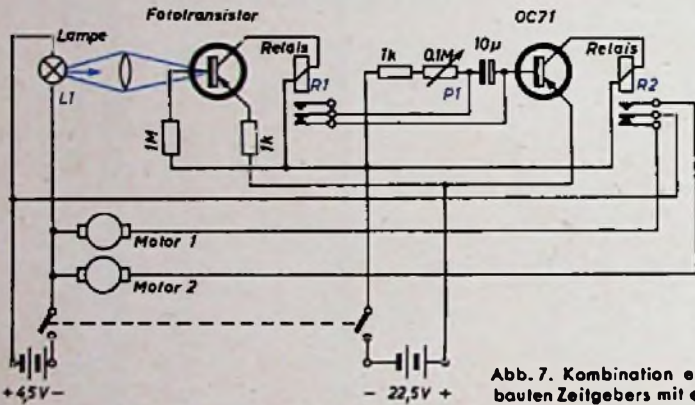 Fototransistor
OC71
Lampe
L1
Relais
R1
1k
0.1M
P1
10µ
Relais
R2
1M
1k
Motor 1
Motor 2
+4,5V−
− 22,5V +
Abb. 7. Kombination
bauten Zeitgebers mit